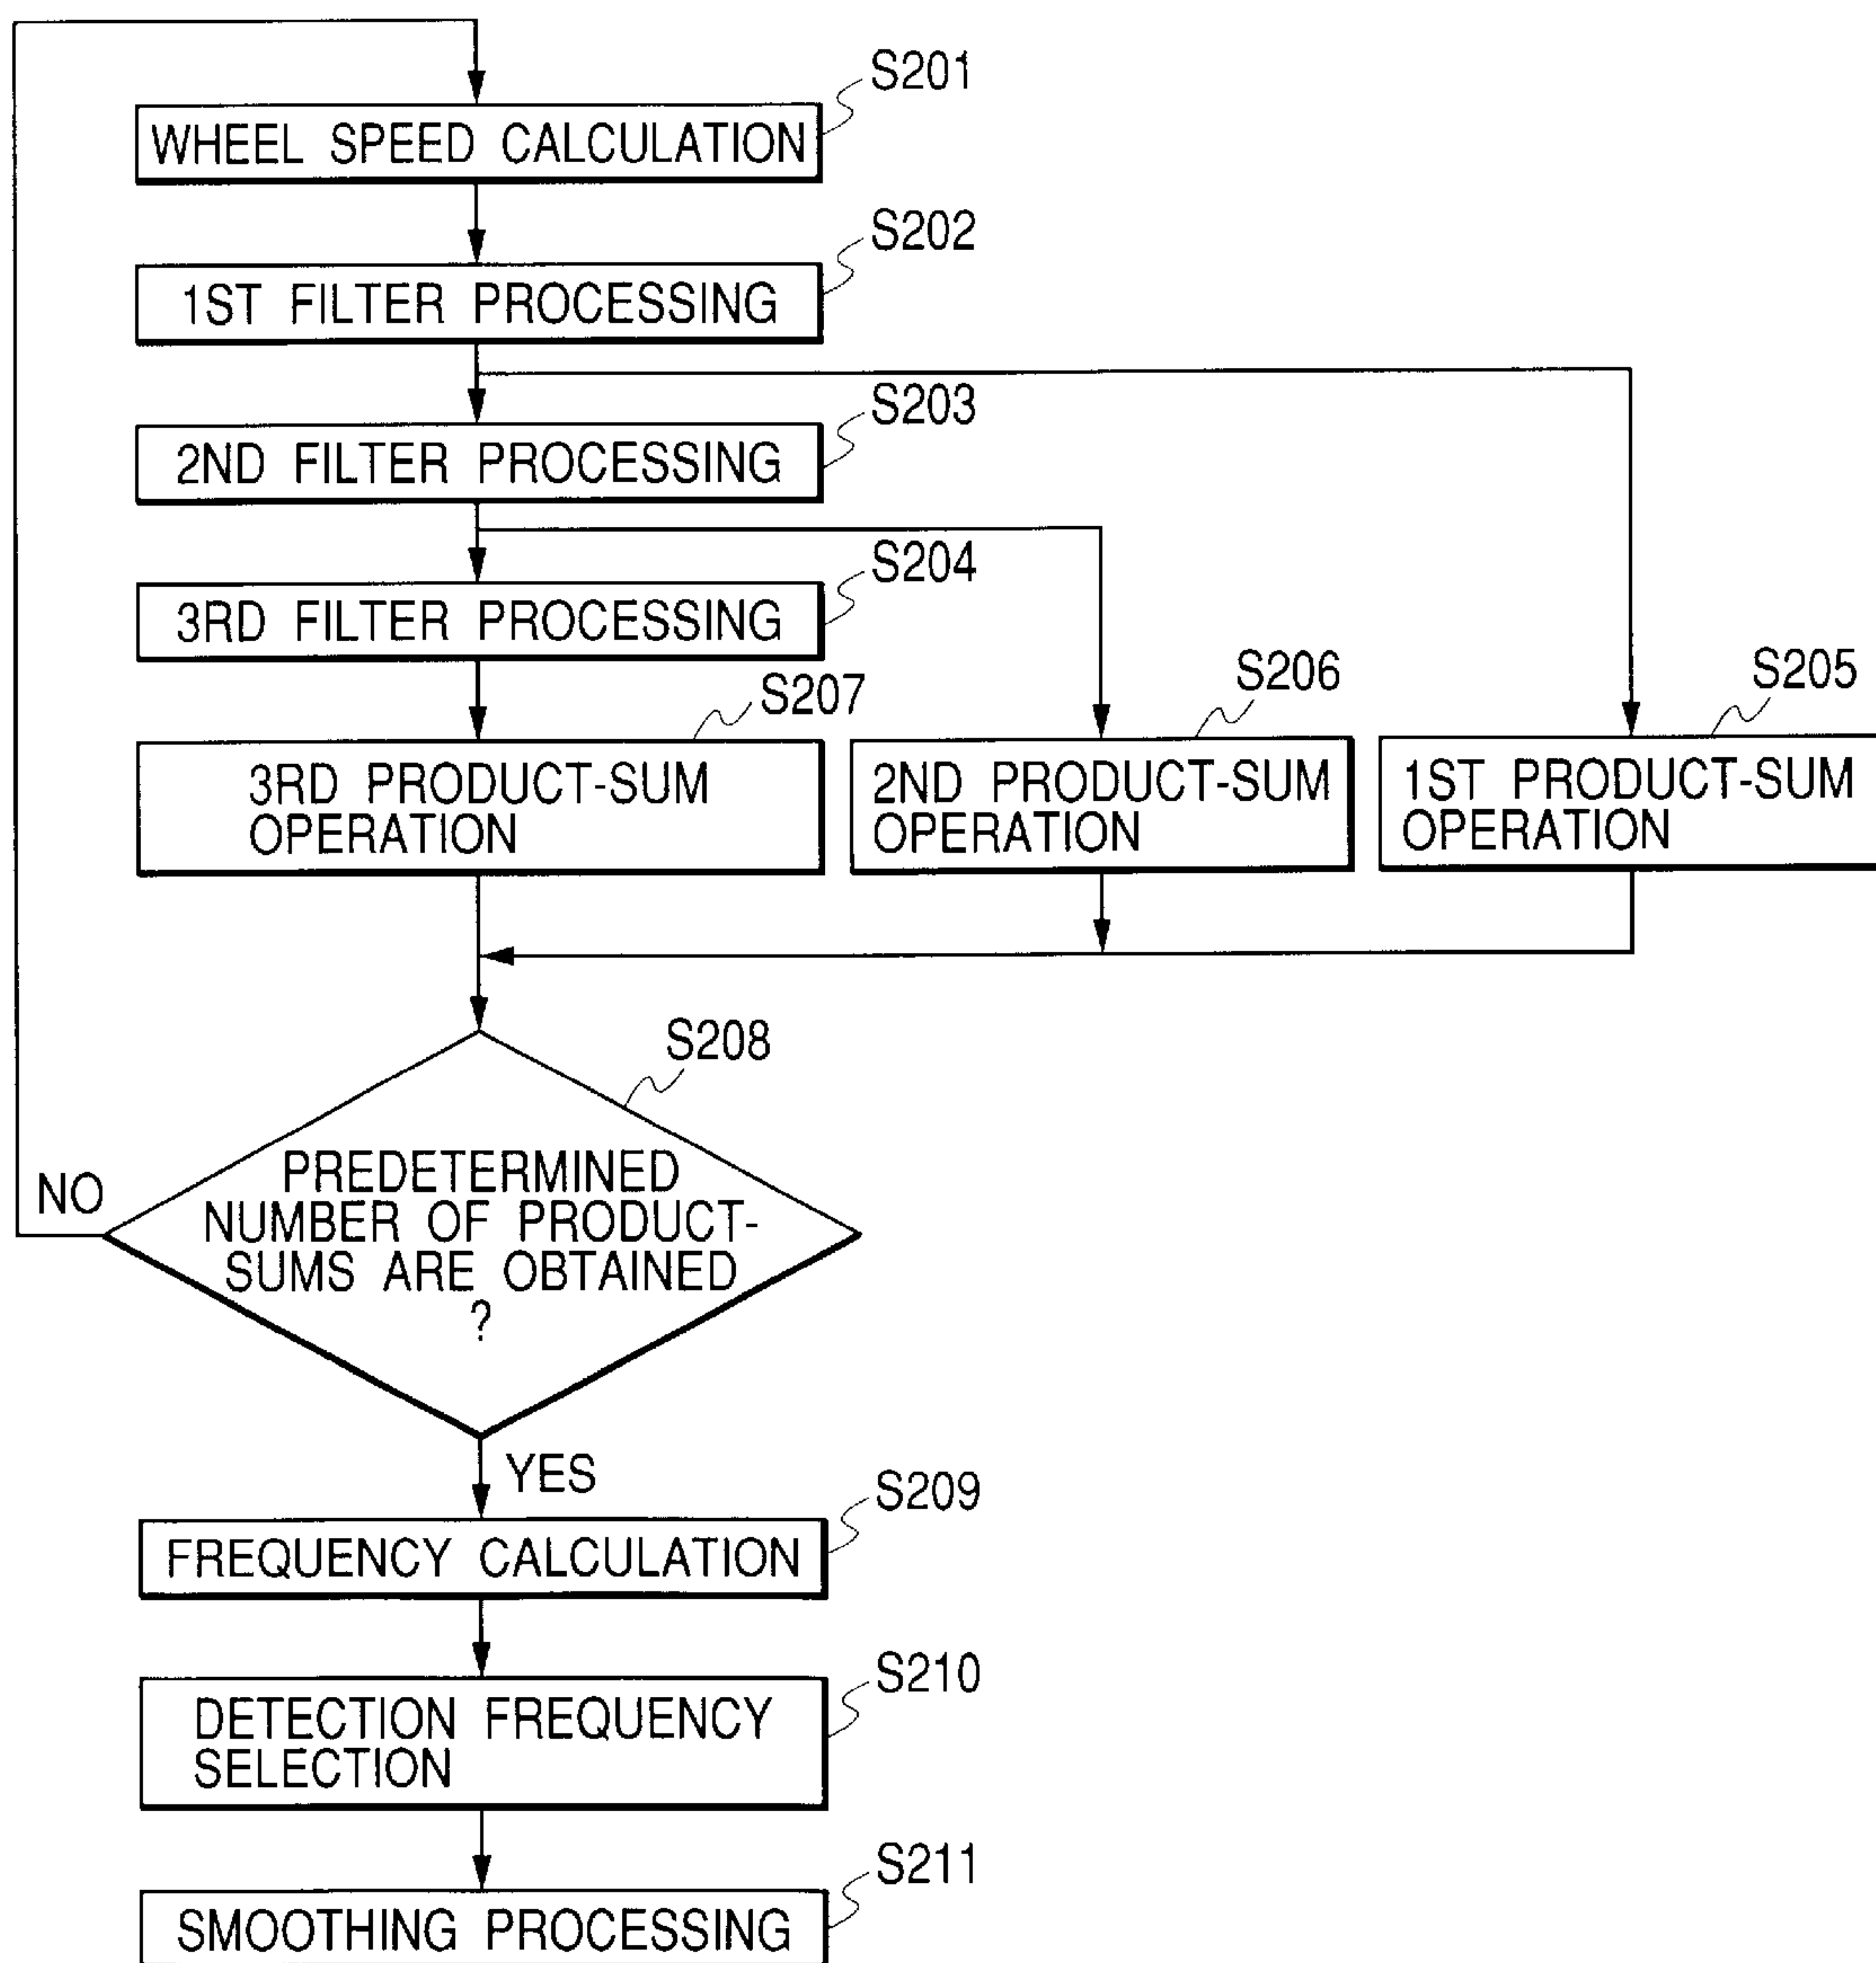 S201
WHEEL SPEED CALCULATION
S202
1ST FILTER PROCESSING
S203
2ND FILTER PROCESSING
S204
3RD FILTER PROCESSING
S207
3RD PRODUCT-SUM
OPERATION
S206
2ND PRODUCT-SUM
OPERATION
S205
1ST PRODUCT-SUM
OPERATION
S208
PREDETERMINED
NUMBER OF PRODUCT-
SUMS ARE OBTAINED
?
NO
YES
S209
FREQUENCY CALCULATION
S210
DETECTION FREQUENCY
SELECTION
S211
SMOOTHING PROCESSING